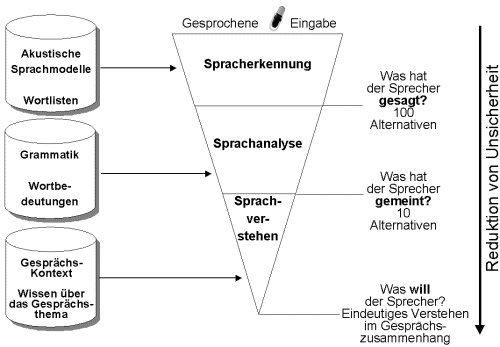 Gesprochene Eingabe
Akustische
Sprachmodelle
Wortlisten
Spracherkennung
Was hat
der Sprecher
gesagt?
100
Alternativen
Grammatik
Wortbe-
deutungen
Sprachanalyse
Was hat
der Sprecher
gemeint?
10
Alternativen
Gesprächs-
Kontext
Wissen über
das Gesprächs-
thema
Sprach-
ver-
stehen
Was will
der Sprecher?
Eindeutiges Verstehen
im Gesprächs-
zusammenhang
Reduktion von Unsicherheit